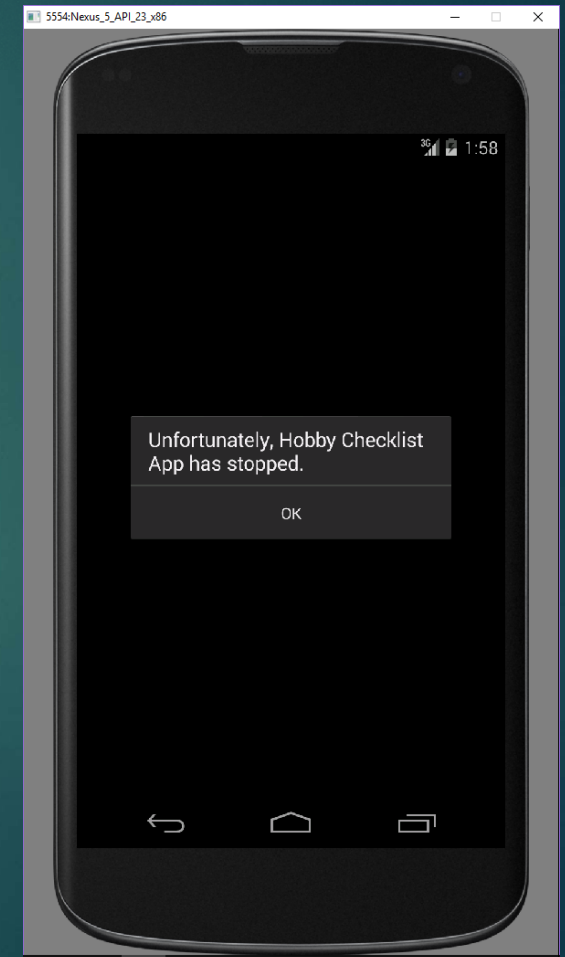 5554:Nexus_5_API_23_x86
3G 1:58
Unfortunately, Hobby Checklist
App has stopped.
OK